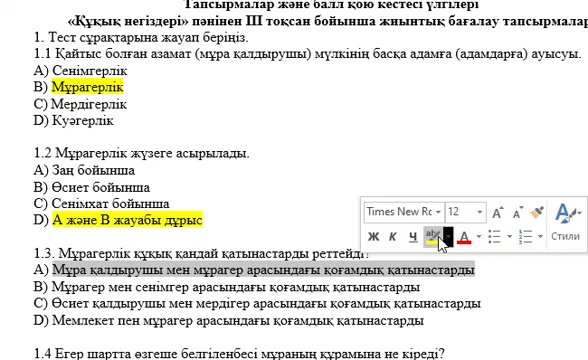 Тапсырмалар және балл қою кестесі үлгілері
«Құқық негіздері» пәнінен III тоқсан бойынша жиынтық бағалау тапсырмалар
1. Тест сұрақтарына жауап беріңіз.
1.1 Қайтыс болған азамат (мұра қалдырушы) мүлкінің басқа адамға (адамдарға) ауысуы.
А) Сенімгерлік
В) Мұрагерлік
С) Мердігерлік
D) Куәгерлік
1.2 Мұрагерлік жүзеге асырылады.
А) Заң бойынша
В) Өсиет бойынша
С) Сенімхат бойынша
D) А және В жауабы дұрыс
Times New Rc 12
Ж К Ч abc А Стили
1.3. Мұрагерлік құқық қандай қатынастарды реттейді?
А) Мұра қалдырушы мен мұрагер арасындағы қоғамдық қатынастарды
В) Мұрагер мен сенімгер арасындағы қоғамдық қатынастарды
С) Өсиет қалдырушы мен мердігер арасындағы қоғамдық қатынастарды
D) Мемлекет пен мұрагер арасындағы қоғамдық қатынастарды
1.4 Егер шартта өзгеше белгіленбесі мұраның құрамына не кіреді?